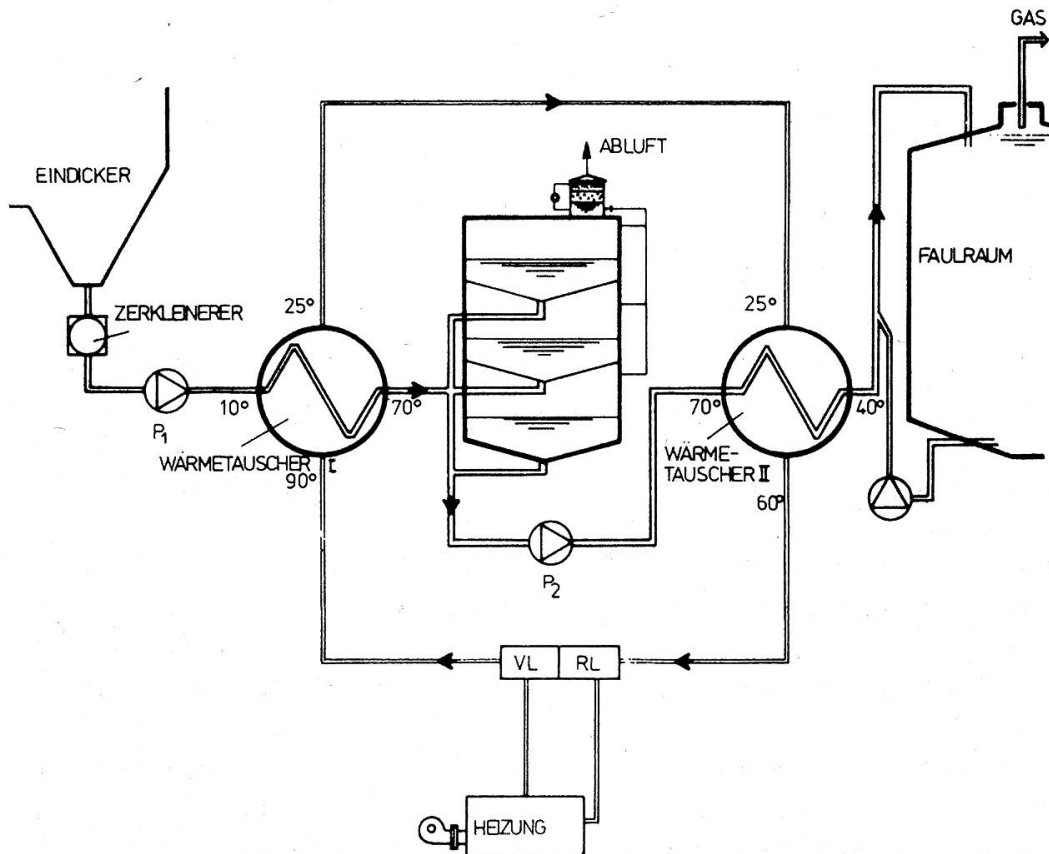 GAS
ABLUFT
EINDICKER
FAULRAUM
ZERKLEINERER
25°
25°
10°
70°
70°
40°
P1
WÄRMETAUSCHER I
90°
WÄRME-
TAUSCHER II
60°
P2
VL
RL
HEIZUNG